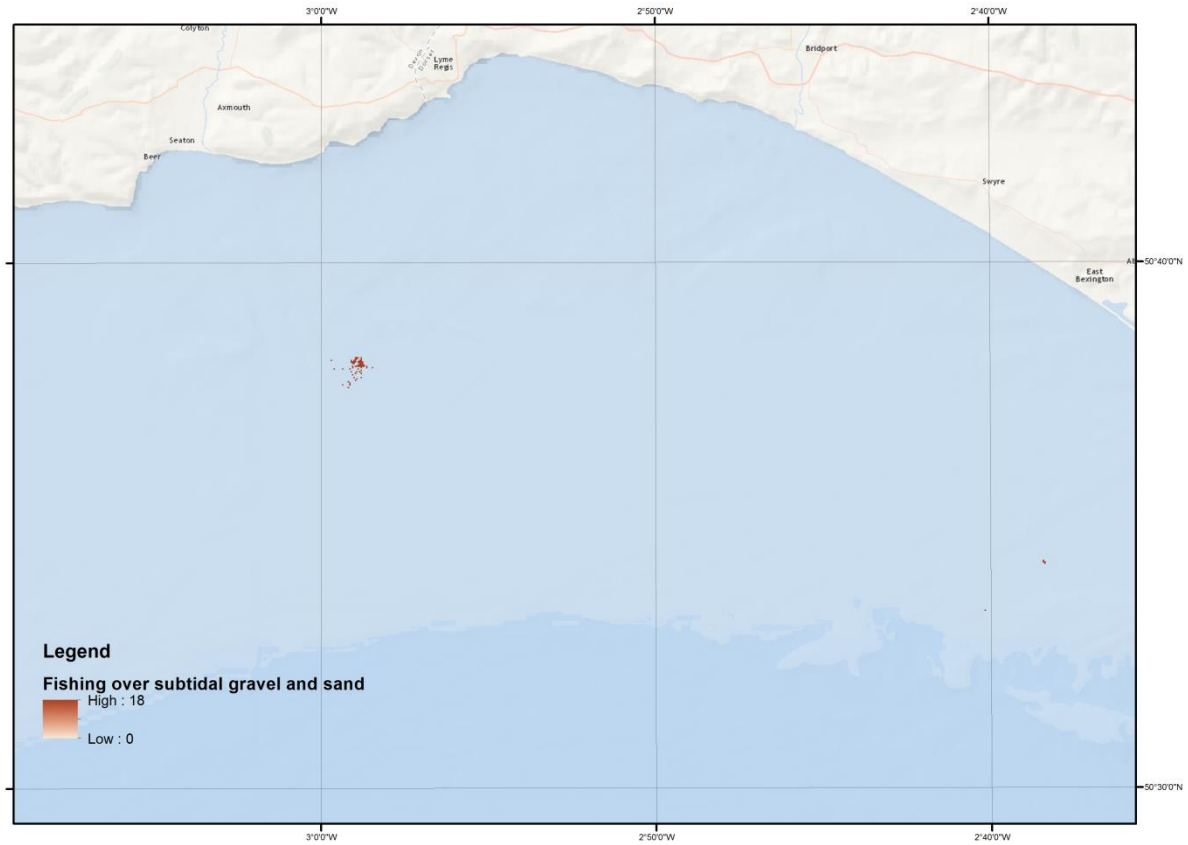 3°0'0"W
2°50'0"W
2°40'0"W
Colyton
Devon
Dorset
Lyme
Regis
Bridport
Axmouth
Seaton
Beer
Swyre
50°40'0"N
East
Bexington
Legend
Fishing over subtidal gravel and sand
High : 18
Low : 0
50°30'0"N
3°0'0"W
2°50'0"W
2°40'0"W